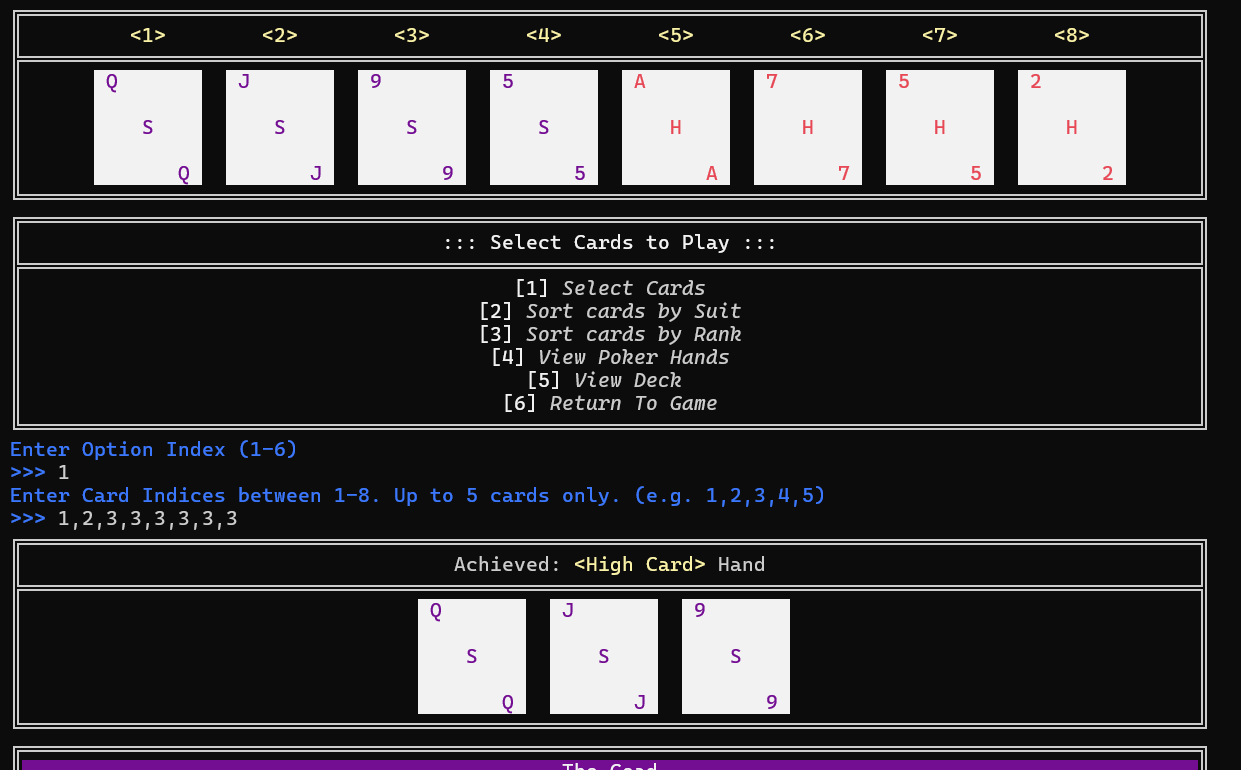 <1> <2> <3> <4> <5> <6> <7> <8>
Q J 9 5 A 7 5 2
S S S S H H H H
Q J 9 5 A 7 5 2
::: Select Cards to Play :::
[1] Select Cards
[2] Sort cards by Suit
[3] Sort cards by Rank
[4] View Poker Hands
[5] View Deck
[6] Return To Game
Enter Option Index (1-6)
>>> 1
Enter Card Indices between 1-8. Up to 5 cards only. (e.g. 1,2,3,4,5)
>>> 1,2,3,3,3,3,3,3
Achieved: <High Card> Hand
Q J 9
S S S
Q J 9